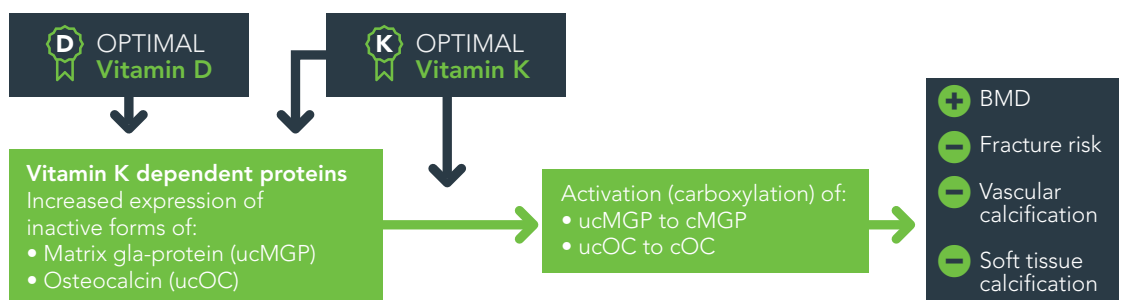 D OPTIMAL
Vitamin D
K OPTIMAL
Vitamin K
Vitamin K dependent proteins
Increased expression of
inactive forms of:
• Matrix gla-protein (ucMGP)
• Osteocalcin (ucOC)
Activation (carboxylation) of:
• ucMGP to cMGP
• ucOC to cOC
+ BMD
− Fracture risk
− Vascular
calcification
− Soft tissue
calcification